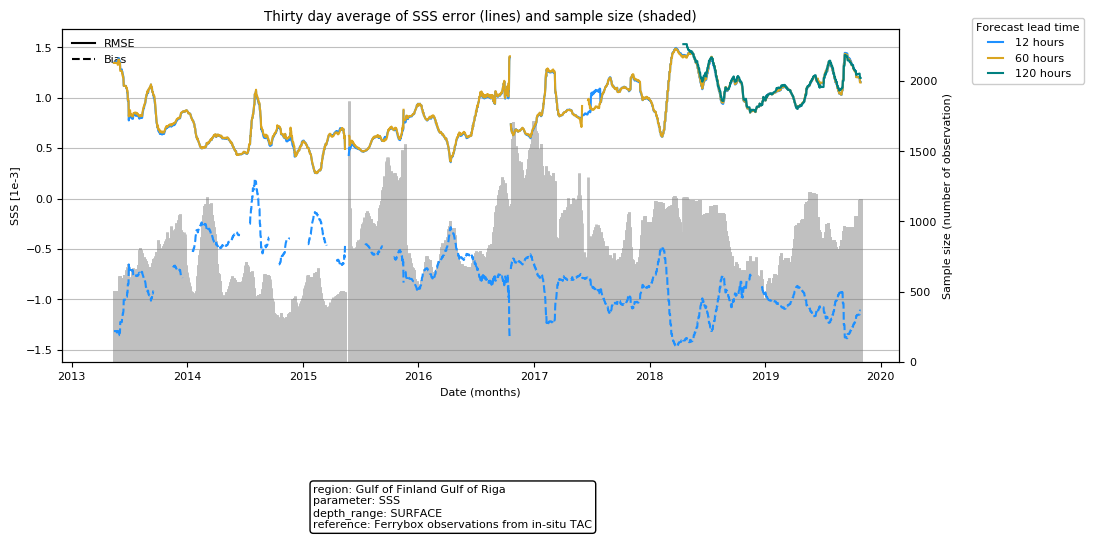 Thirty day average of SSS error (lines) and sample size (shaded)
Forecast lead time
12 hours
60 hours
120 hours
RMSE
Bias
1.5
1.0
0.5
0.0
−0.5
−1.0
−1.5
SSS [1e-3]
2000
1500
1000
500
0
Sample size (number of observation)
2013
2014
2015
2016
2017
2018
2019
2020
Date (months)
region: Gulf of Finland Gulf of Riga
parameter: SSS
depth_range: SURFACE
reference: Ferrybox observations from in-situ TAC